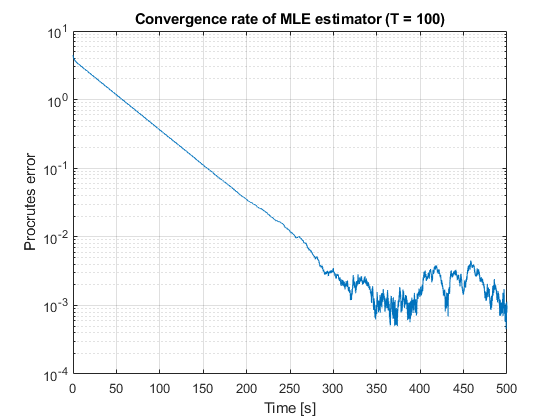 Convergence rate of MLE estimator (T = 100)
10^1
10^0
10^-1
10^-2
10^-3
10^-4
Procrutes error
0 50 100 150 200 250 300 350 400 450 500
Time [s]